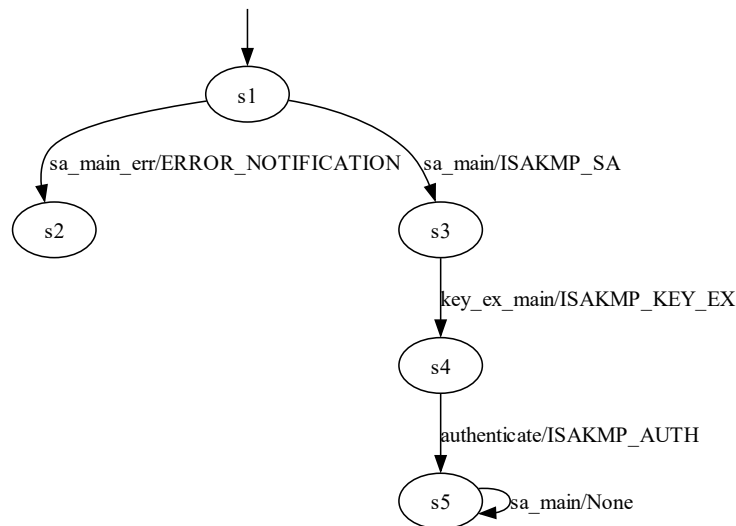 s1
sa_main_err/ERROR_NOTIFICATION
sa_main/ISAKMP_SA
s2
s3
key_ex_main/ISAKMP_KEY_EX
s4
authenticate/ISAKMP_AUTH
s5
sa_main/None